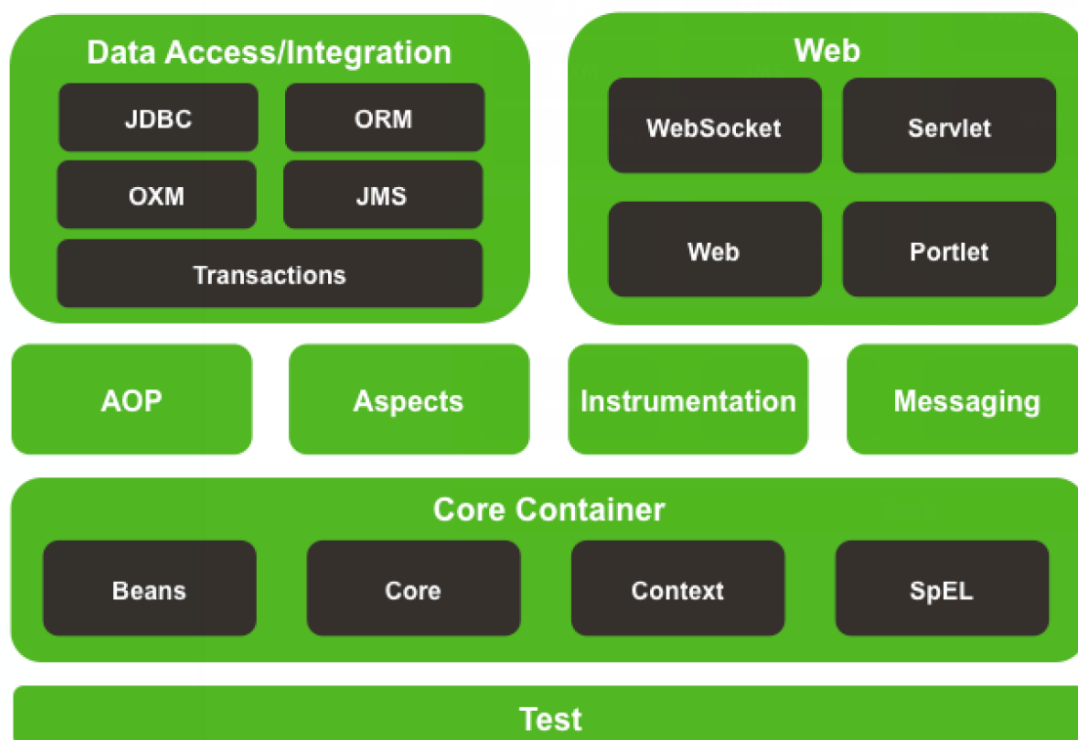 Data Access/Integration
JDBC
ORM
OXM
JMS
Transactions
Web
WebSocket
Servlet
Web
Portlet
AOP
Aspects
Instrumentation
Messaging
Core Container
Beans
Core
Context
SpEL
Test